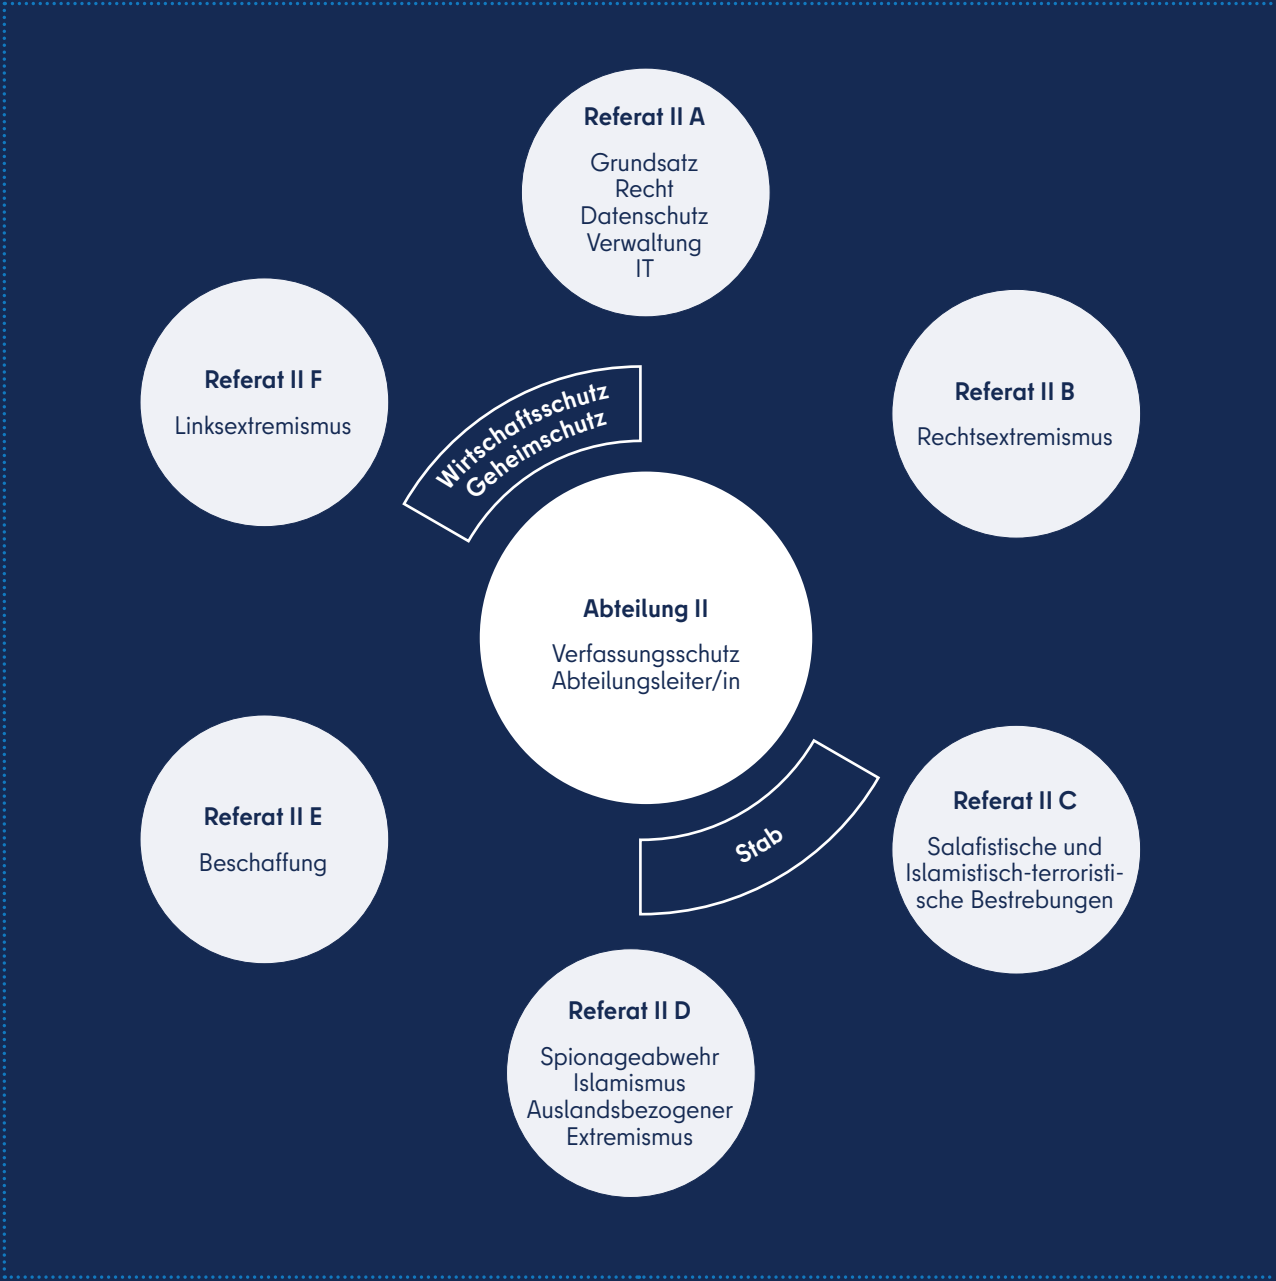 Referat II A
Grundsatz
Recht
Datenschutz
Verwaltung
IT
Referat II B
Rechtsextremismus
Referat II C
Salafistische und
Islamistisch-terroristi-
sche Bestrebungen
Referat II D
Spionageabwehr
Islamismus
Auslandsbezogener
Extremismus
Referat II E
Beschaffung
Referat II F
Linksextremismus
Wirtschaftsschutz
Geheimschutz
Abteilung II
Verfassungsschutz
Abteilungsleiter/in
Stab